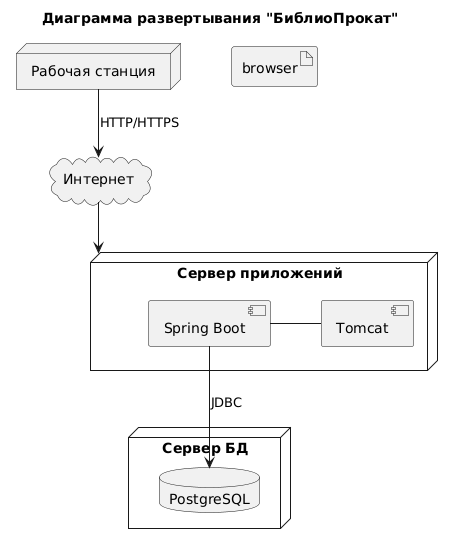 Диаграмма развертывания "БиблиоПрокат"
Рабочая станция
browser
HTTP/HTTPS
Интернет
Сервер приложений
Spring Boot
Tomcat
JDBC
Сервер БД
PostgreSQL